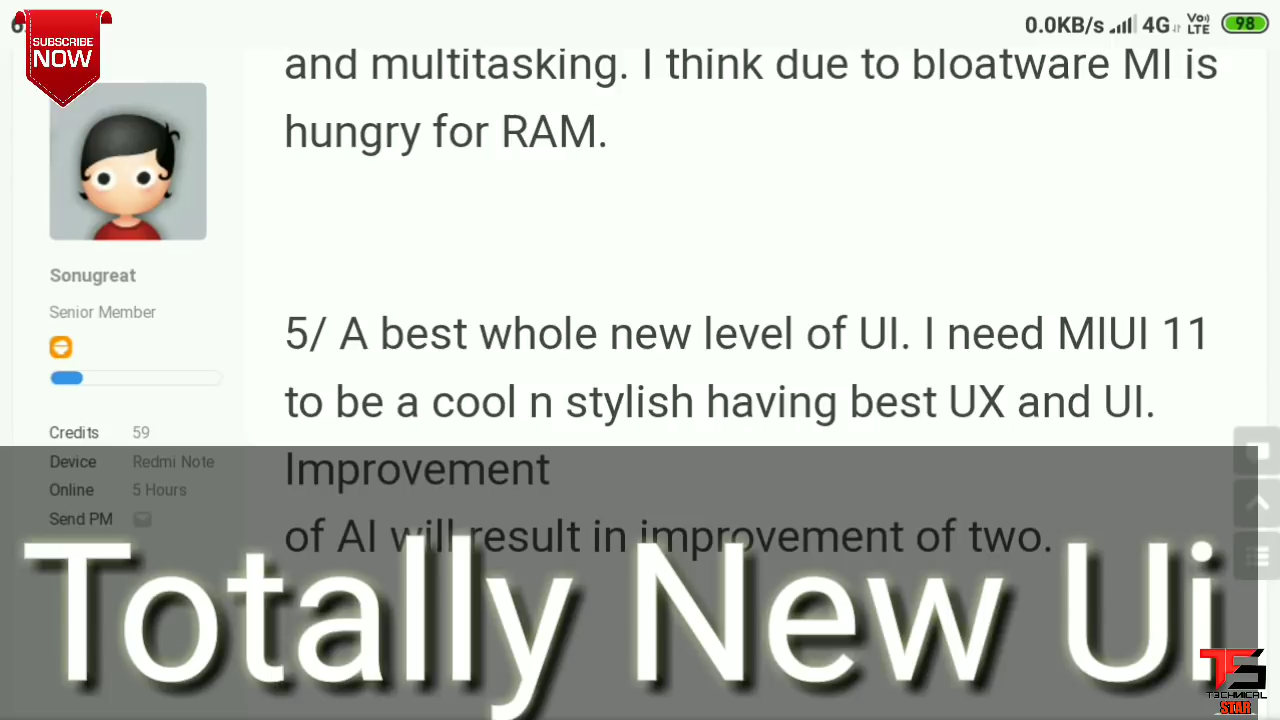 SUBSCRIBE
NOW
0.0KB/s 4G Vo) LTE 98
and multitasking. I think due to bloatware MI is
hungry for RAM.
Sonugreat
Senior Member
5/ A best whole new level of UI. I need MIUI 11
to be a cool n stylish having best UX and UI.
Improvement
of AI will result in improvement of two.
Credits 59
Device Redmi Note
Online 5 Hours
Send PM
Totally New Ui
TS
TECHNICAL
STAR